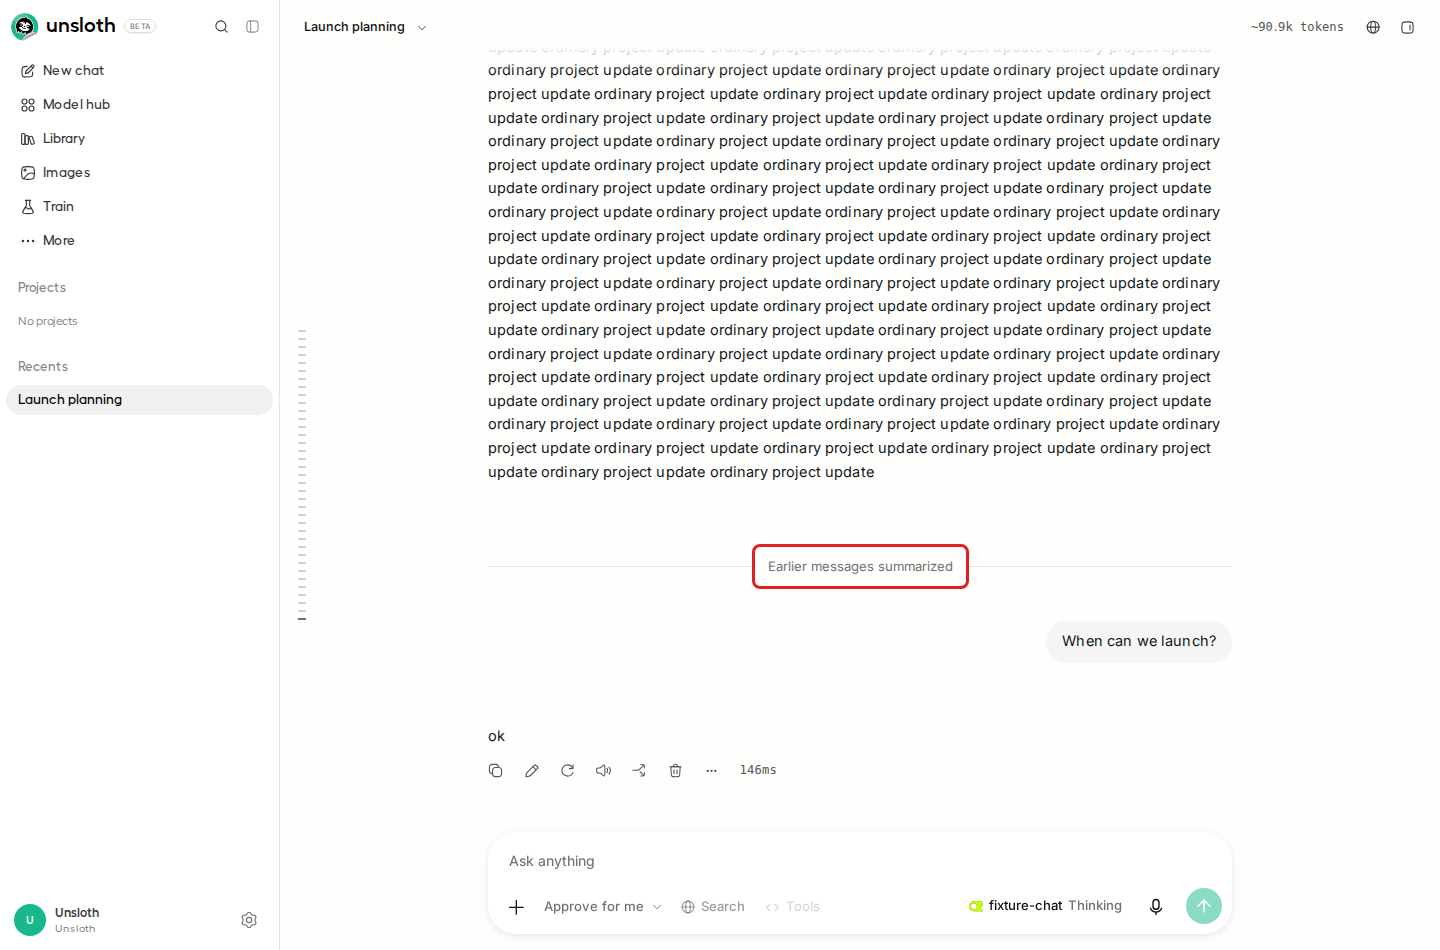 unsloth BETA
New chat
Model hub
Library
Images
Train
More
Projects
No projects
Recents
Launch planning
Unsloth
Unsloth
Launch planning
~90.9k tokens
update ordinary project update ordinary project update ordinary project update ordinary project update
ordinary project update ordinary project update ordinary project update ordinary project update ordinary
project update ordinary project update ordinary project update ordinary project update ordinary project
update ordinary project update ordinary project update ordinary project update ordinary project update
ordinary project update ordinary project update ordinary project update ordinary project update ordinary
project update ordinary project update ordinary project update ordinary project update ordinary project
update ordinary project update ordinary project update ordinary project update ordinary project update
ordinary project update ordinary project update ordinary project update ordinary project update ordinary
project update ordinary project update ordinary project update ordinary project update ordinary project
update ordinary project update ordinary project update ordinary project update ordinary project update
ordinary project update ordinary project update ordinary project update ordinary project update ordinary
project update ordinary project update ordinary project update ordinary project update ordinary project
update ordinary project update ordinary project update ordinary project update ordinary project update
ordinary project update ordinary project update ordinary project update ordinary project update ordinary
project update ordinary project update ordinary project update ordinary project update ordinary project
update ordinary project update ordinary project update ordinary project update ordinary project update
ordinary project update ordinary project update ordinary project update ordinary project update ordinary
project update ordinary project update ordinary project update ordinary project update ordinary project
update ordinary project update ordinary project update
Earlier messages summarized
When can we launch?
ok
146ms
Ask anything
Approve for me
Search
Tools
fixture-chat Thinking
U